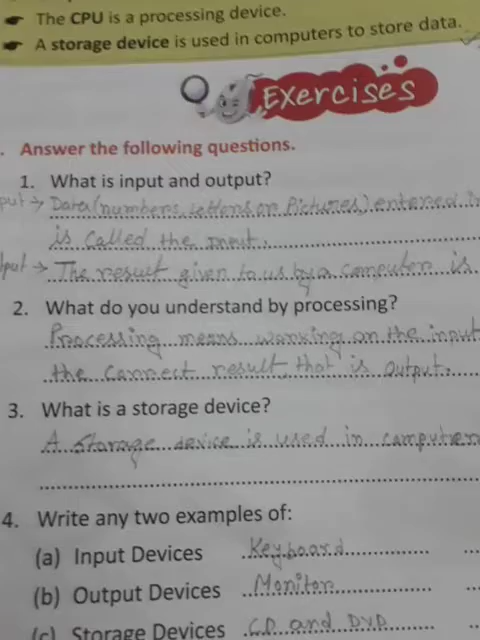 The CPU is a processing device.
A storage device is used in computers to store data.
Exercises
Answer the following questions.
1. What is input and output?
put → Data (numbers, Letters or Pictures,) entered in
is called the input.
tput → The result given to us by a computer is
2. What do you understand by processing?
Processing means working on the input
the correct result, that is output.
3. What is a storage device?
A storage device is used in computer
4. Write any two examples of:
(a) Input Devices Keyboard
(b) Output Devices Monitor
(c) Storage Devices CD and DVD